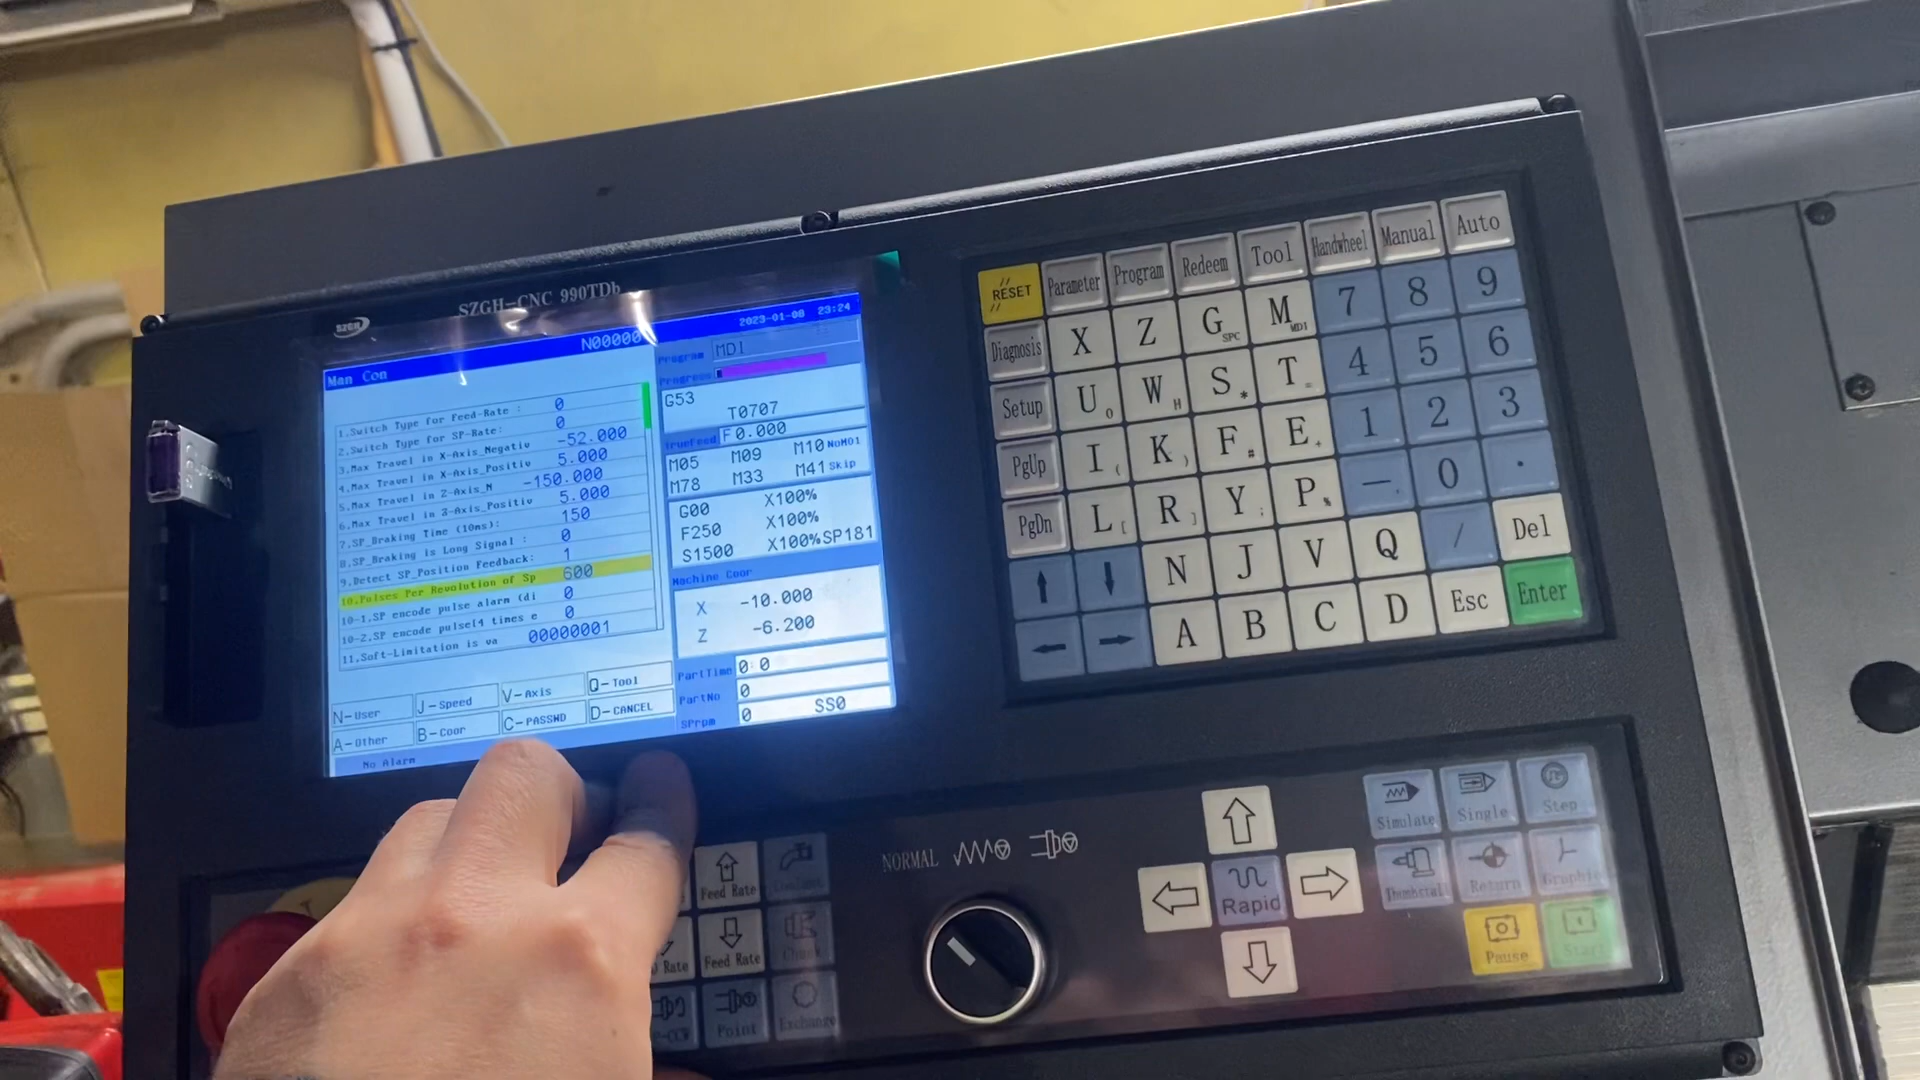 SZGH-CNC 990TDb
SZGH
N00000
2023-01-08 23:24
Man Con
1.Switch Type for Feed-Rate : 0
2.Switch Type for SP-Rate: 0
3.Max Travel in X-Axis_Negativ -52.000
4.Max Travel in X-Axis_Positiv 5.000
5.Max Travel in Z-Axis_N -150.000
6.Max Travel in Z-Axis_Positiv 5.000
7.SP_Braking Time (10ms): 150
8.SP_Braking is Long Signal : 0
9.Detect SP_Position Feedback: 1
10.Pulses Per Revolution of Sp 600
10-1.SP encode pulse alarm (di 0
10-2.SP encode pulse[4 times e 0
11.Soft-Limitation is va 00000001
N-User J-Speed V-Axis Q-Tool
A-Other B-Coor C-PASSWD D-CANCEL
No Alarm
Program MDI
Progress
G53
T0707
TrueFeed F0.000
M05 M09 M10 NoM01
M78 M33 M41 Skip
G00 X100%
F250 X100%
S1500 X100%SP181
Machine Coor
X -10.000
Z -6.200
PartTime 0:0
PartNo 0
SPrpm 0 SS0
RESET Parameter Program Redeem Tool Handwheel Manual Auto
Diagnosis X Z G SPC M MDI 7 8 9
Setup U O W H S * T = 4 5 6
PgUp I ( K ) F # E + 1 2 3
PgDn L [ R ] Y ; P % - 0 .
N J V Q / Del
A B C D Esc Enter
Feed Rate
Rate Feed Rate
Point Exchange
NORMAL
Rapid
Simulate Single Step
Thumbstall Return Graphic
Pause Start